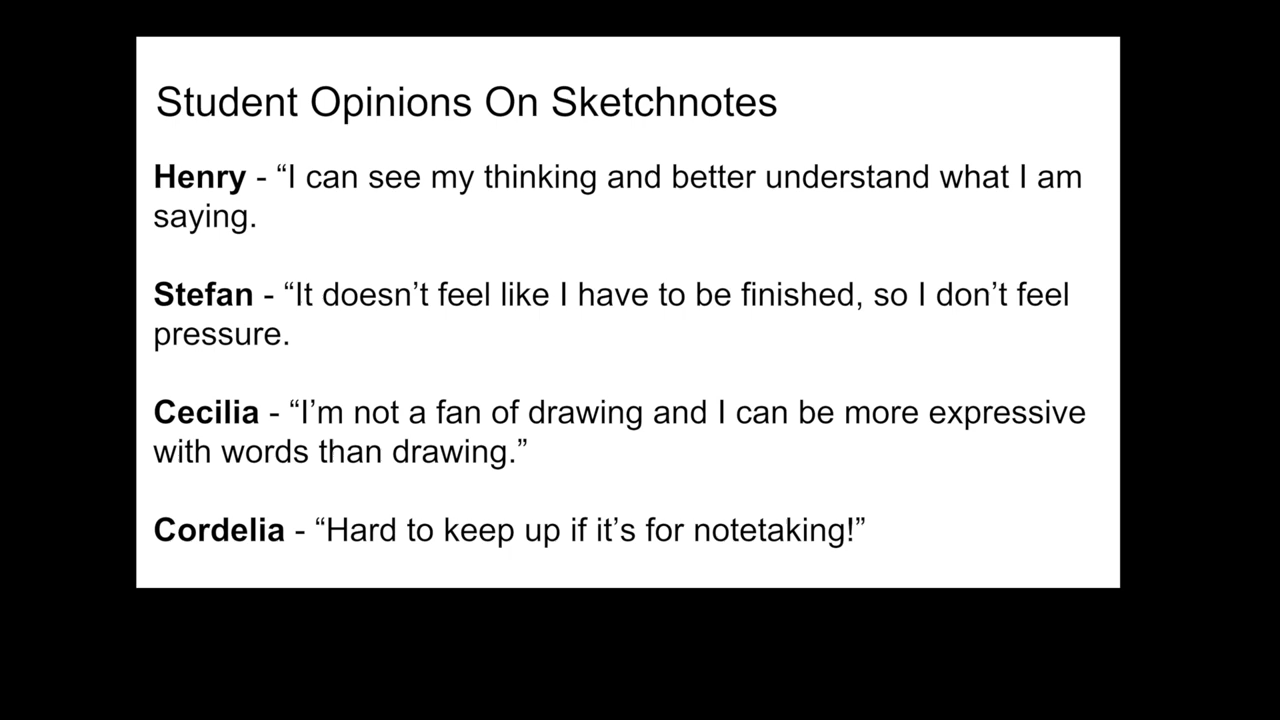 Student Opinions On Sketchnotes
Henry - “I can see my thinking and better understand what I am
saying.
Stefan - “It doesn’t feel like I have to be finished, so I don’t feel
pressure.
Cecilia - “I’m not a fan of drawing and I can be more expressive
with words than drawing.”
Cordelia - “Hard to keep up if it’s for notetaking!”